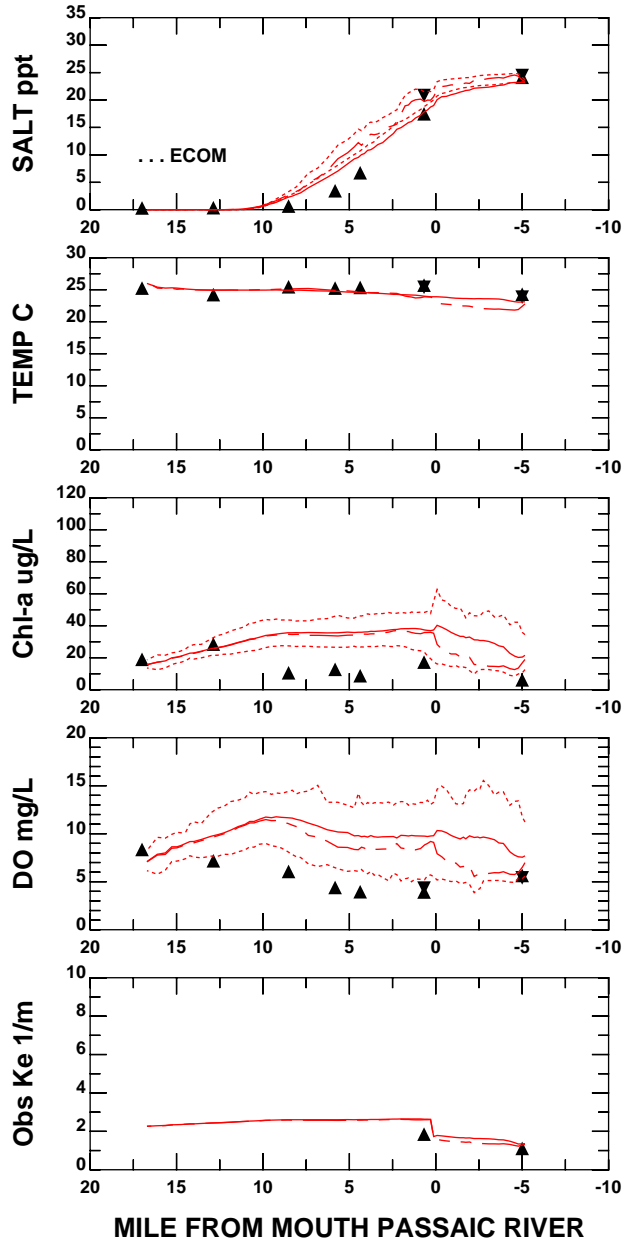 SALT ppt
35
30
25
20
15
10
5
0
. . . ECOM
20 15 10 5 0 -5 -10
TEMP C
30
25
20
15
10
5
0
20 15 10 5 0 -5 -10
Chl-a ug/L
120
100
80
60
40
20
0
20 15 10 5 0 -5 -10
DO mg/L
20
15
10
5
0
20 15 10 5 0 -5 -10
Obs Ke 1/m
10
8
6
4
2
0
20 15 10 5 0 -5 -10
MILE FROM MOUTH PASSAIC RIVER